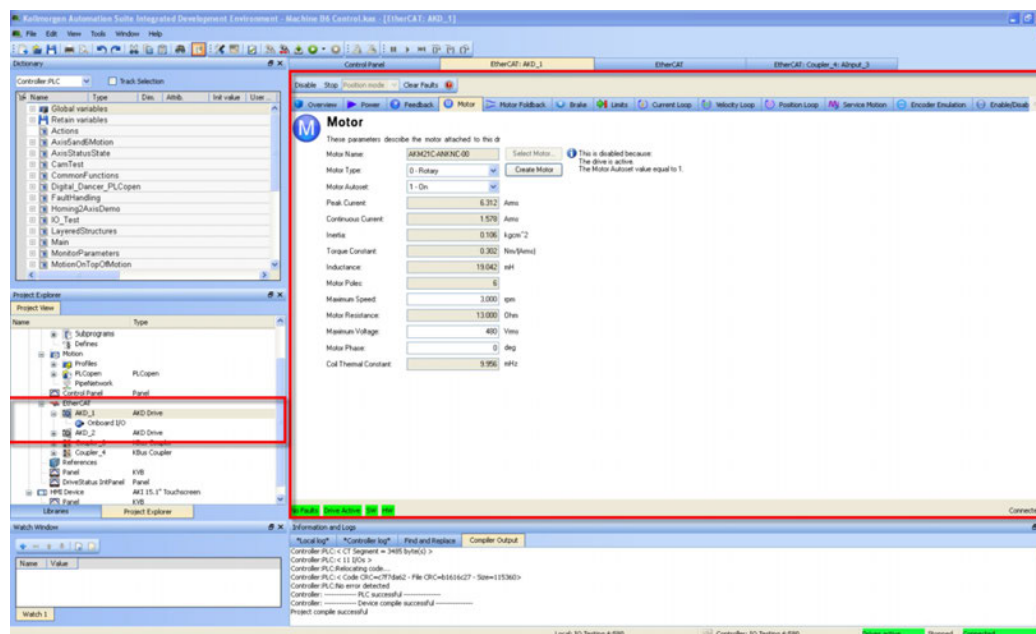 Kollmorgen Automation Suite Integrated Development Environment - Machine D6 Control.kas - [EtherCAT: AKD_1]
File Edit View Tools Window Help
Dictionary
Control Panel EtherCAT: AKD_1 EtherCAT EtherCAT: Coupler_4: AInput_3
Controller:PLC Track Selection
Name Type Dim. Attrib. Init value User ...
Global variables
Retain variables
Actions
Axis5and6Motion
AxisStatusState
CamTest
CommonFunctions
Digital_Dancer_PLCopen
FaultHandling
Homing2AxisDemo
IO_Test
LayeredStructures
Main
MonitorParameters
MotionOnTopOfMotion
Disable Stop Position mode Clear Faults
Overview Power Feedback Motor Motor Foldback Brake Limits Current Loop Velocity Loop Position Loop Service Motion Encoder Emulation Enable/Disab
Motor
These parameters describe the motor attached to this dr
Motor Name: AKM21C-ANKNC-00 Select Motor...
This is disabled because:
The drive is active.
The Motor Autoset value equal to 1.
Motor Type: 0 - Rotary Create Motor
Motor Autoset: 1 - On
Peak Current: 6.312 Arms
Continuous Current: 1.578 Arms
Inertia: 0.106 kgcm^2
Torque Constant: 0.302 Nm/(Arms)
Inductance: 19.042 mH
Motor Poles: 6
Maximum Speed: 3,000 rpm
Motor Resistance: 13.000 Ohm
Maximum Voltage: 480 Vrms
Motor Phase: 0 deg
Coil Thermal Constant: 9.956 mHz
No Faults Drive Active SW HW
Connecte
Project Explorer
Project View
Name Type
Subprograms
Defines
Motion
Profiles
PLCopen PLCopen
PipeNetwork
Control Panel Panel
EtherCAT
AKD_1 AKD Drive
Onboard I/O
AKD_2 AKD Drive
Coupler_3 KBus Coupler
Coupler_4 KBus Coupler
References
Panel KVB
DriveStatus IntPanel Panel
HMI Device AKI 15.1" Touchscreen
Panel KVB
Libraries Project Explorer
Watch Window
Name Value
Watch 1
Information and Logs
*Local log* *Controller log* Find and Replace Compiler Output
Controller:PLC:< CT Segment = 3485 byte(s) >
Controller:PLC:< 11 I/Os >
Controller:PLC:Relocating code...
Controller:PLC:< Code CRC=c7f7da62 - File CRC=b1616c27 - Size=115360>
Controller:PLC:No error detected
Controller: -------------- PLC successful --------------
Controller: -------------- Device compile successful --------------
Project compile successful